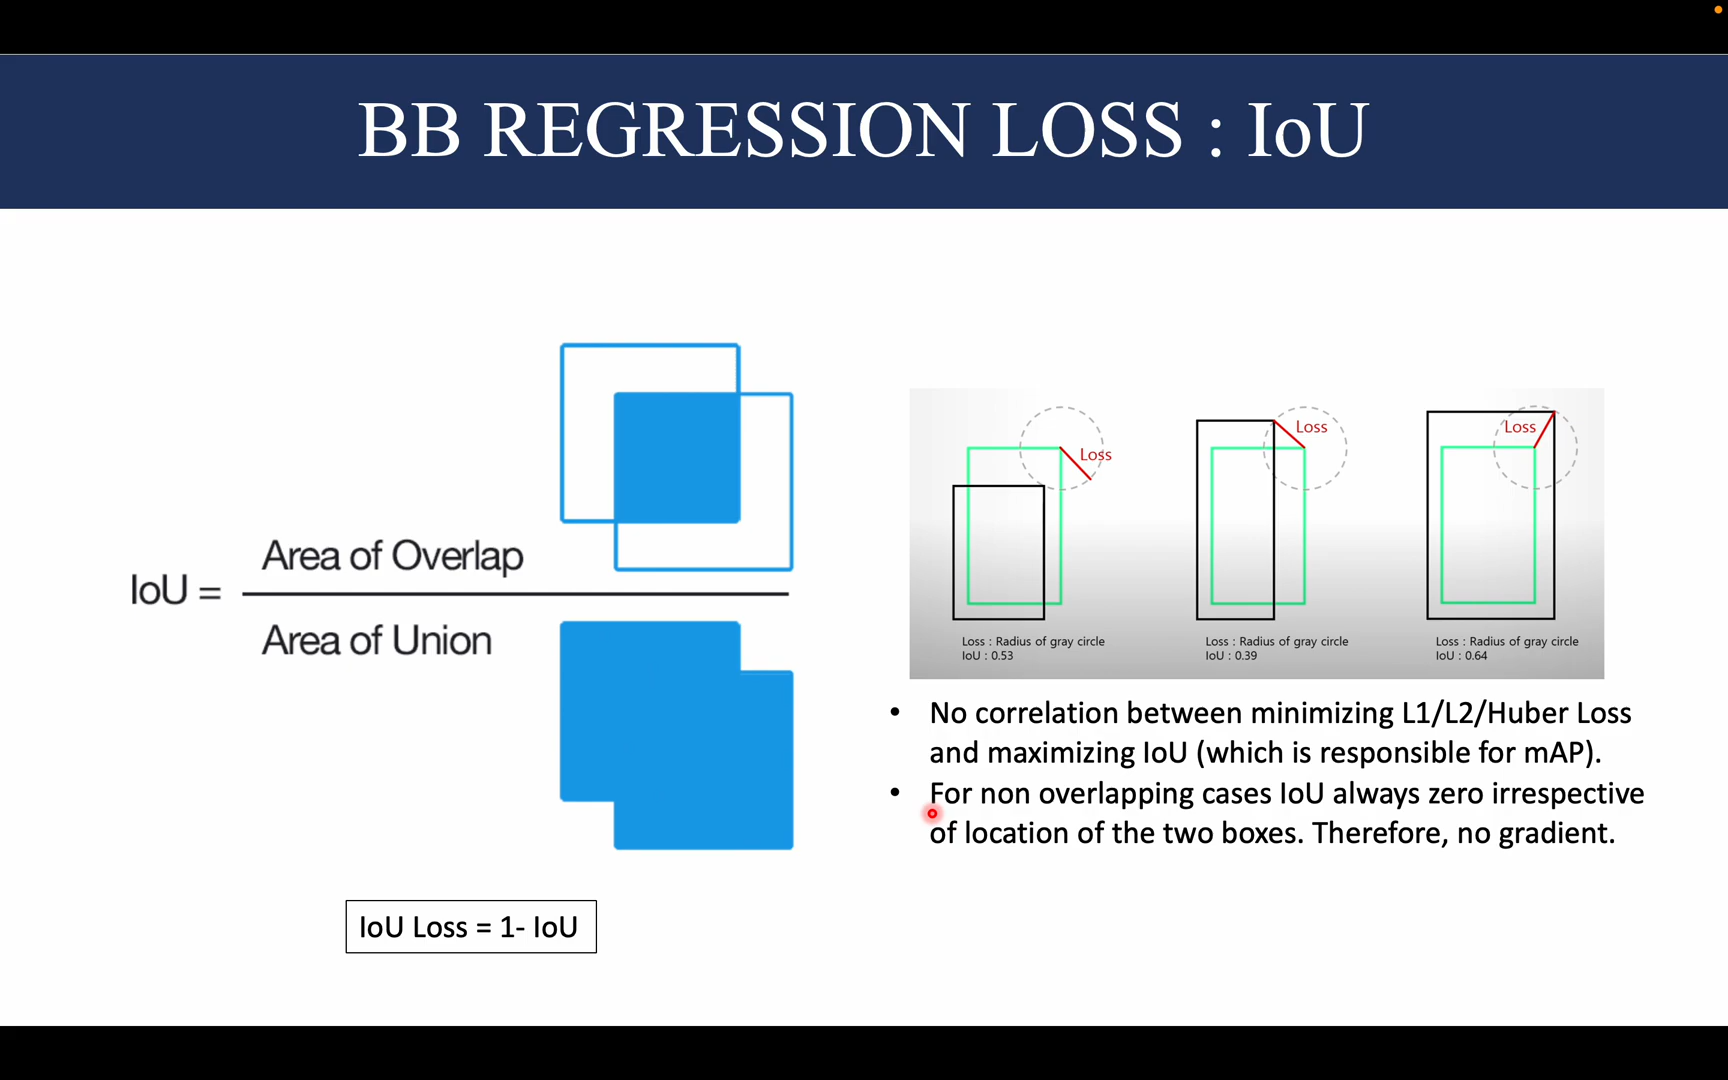 BB REGRESSION LOSS : IoU
IoU =
Area of Overlap
Area of Union
IoU Loss = 1- IoU
Loss
Loss : Radius of gray circle
IoU : 0.53
Loss
Loss : Radius of gray circle
IoU : 0.39
Loss
Loss : Radius of gray circle
IoU : 0.64
• No correlation between minimizing L1/L2/Huber Loss
and maximizing IoU (which is responsible for mAP).
• For non overlapping cases IoU always zero irrespective
of location of the two boxes. Therefore, no gradient.